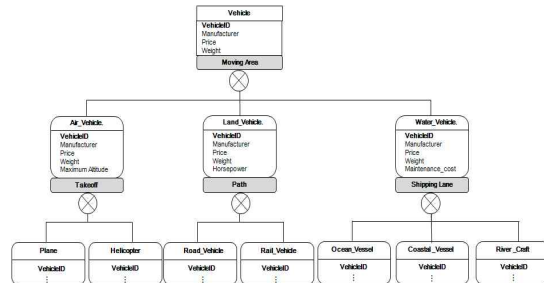 Vehicle
VehicleID
Manufacturer
Price
Weight
Moving Area
Air_Vehicle.
VehicleID
Manufacturer
Price
Weight
Maximum Altitude
Takeoff
Land_Vehicle.
VehicleID
Manufacturer
Price
Weight
Horsepower
Path
Water_Vehicle.
VehicleID
Manufacturer
Price
Weight
Maintenance_cost
Shipping Lane
Plane
VehicleID
⋮
Helicopter
VehicleID
⋮
Road_Vehicle
VehicleID
⋮
Rail_Vehicle
VehicleID
⋮
Ocean_Vessel
VehicleID
⋮
Coastal_Vessel
VehicleID
⋮
River_Craft
VehicleID
⋮